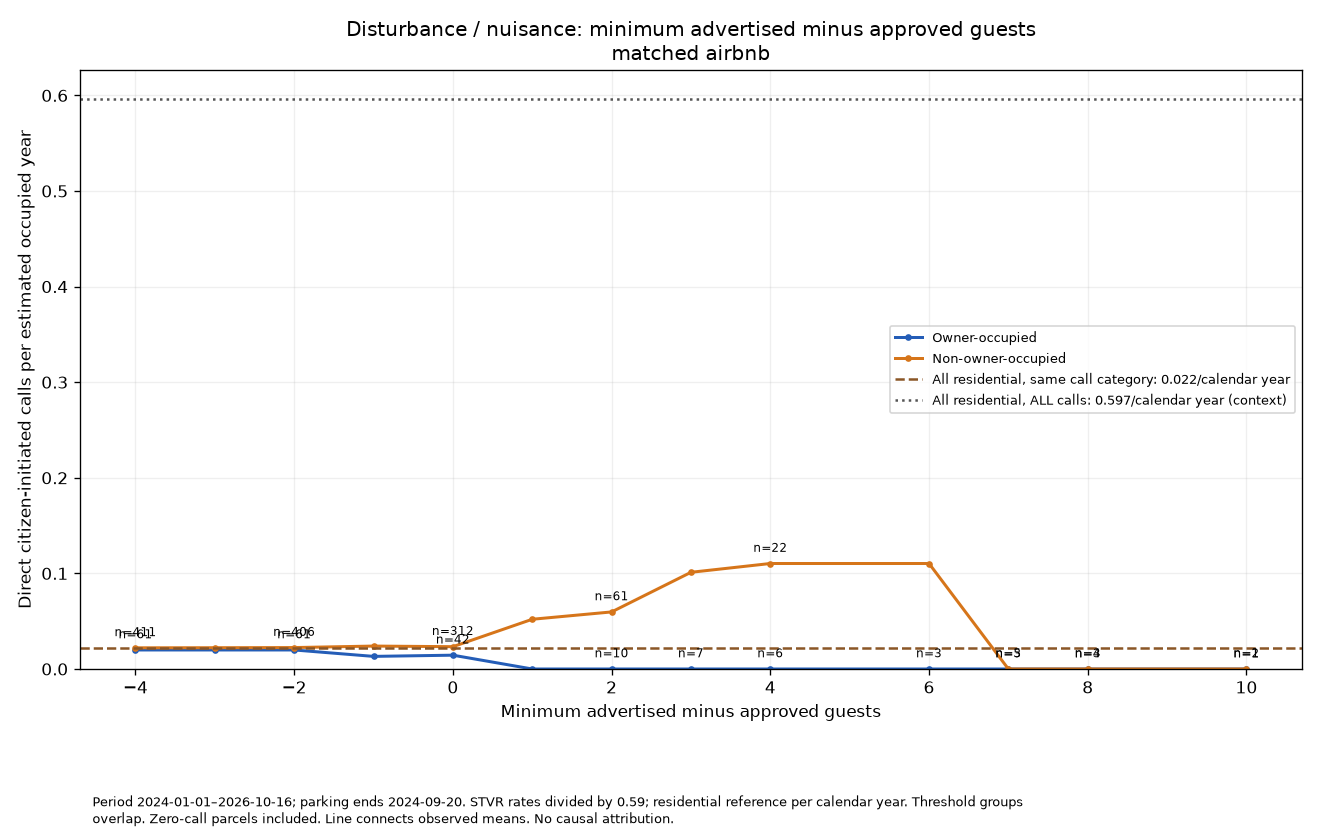 Disturbance / nuisance: minimum advertised minus approved guests
matched airbnb
Direct citizen-initiated calls per estimated occupied year
0.6
0.5
0.4
0.3
0.2
0.1
0.0
Owner-occupied
Non-owner-occupied
All residential, same call category: 0.022/calendar year
All residential, ALL calls: 0.597/calendar year (context)
n=22
n=61
n=411
n=61
n=406
n=312
n=42
n=10
n=7
n=6
n=3
−4
−2
0
2
4
6
8
10
Minimum advertised minus approved guests
Period 2024-01-01–2026-10-16; parking ends 2024-09-20. STVR rates divided by 0.59; residential reference per calendar year. Threshold groups
overlap. Zero-call parcels included. Line connects observed means. No causal attribution.